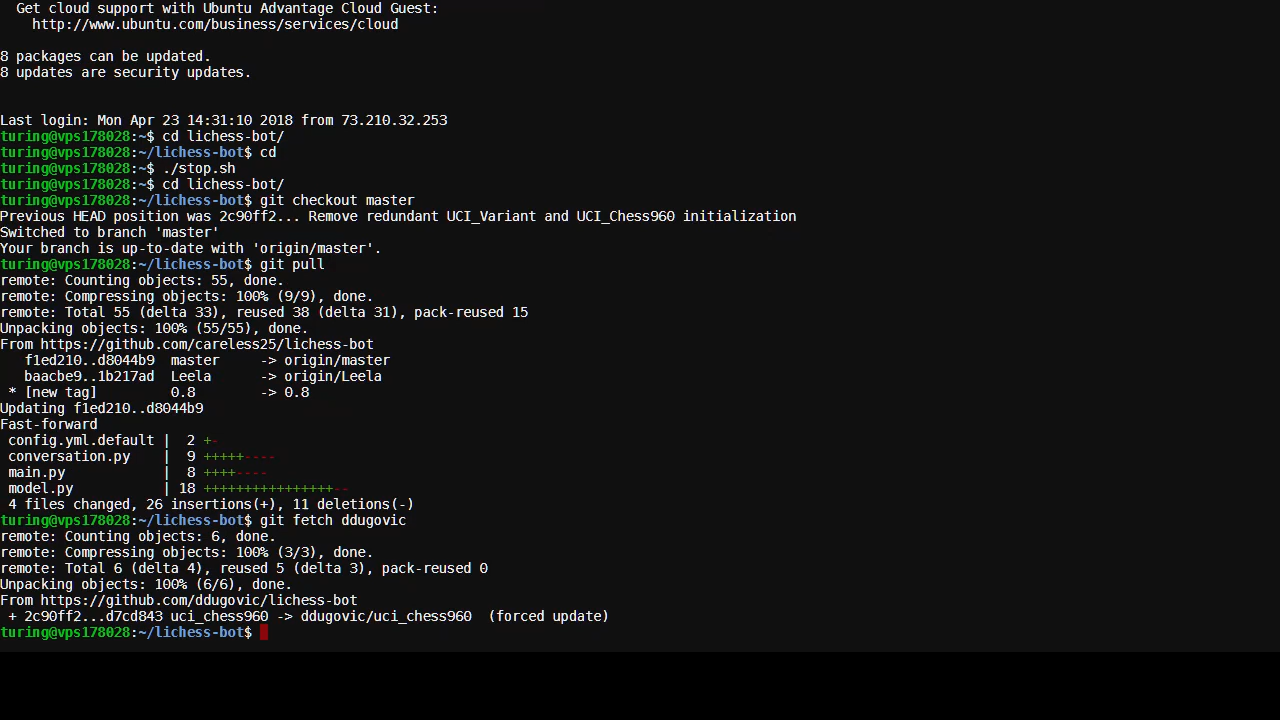 Get cloud support with Ubuntu Advantage Cloud Guest:
http://www.ubuntu.com/business/services/cloud
8 packages can be updated.
8 updates are security updates.
Last login: Mon Apr 23 14:31:10 2018 from 73.210.32.253
turing@vps178028:~$ cd lichess-bot/
turing@vps178028:~/lichess-bot$ cd
turing@vps178028:~$ ./stop.sh
turing@vps178028:~$ cd lichess-bot/
turing@vps178028:~/lichess-bot$ git checkout master
Previous HEAD position was 2c90ff2... Remove redundant UCI_Variant and UCI_Chess960 initialization
Switched to branch 'master'
Your branch is up-to-date with 'origin/master'.
turing@vps178028:~/lichess-bot$ git pull
remote: Counting objects: 55, done.
remote: Compressing objects: 100% (9/9), done.
remote: Total 55 (delta 33), reused 38 (delta 31), pack-reused 15
Unpacking objects: 100% (55/55), done.
From https://github.com/careless25/lichess-bot
   f1ed210..d8044b9  master     -> origin/master
   baacbe9..1b217ad  Leela      -> origin/Leela
 * [new tag]         0.8        -> 0.8
Updating f1ed210..d8044b9
Fast-forward
 config.yml.default |  2 +-
 conversation.py    |  9 +++++----
 main.py            |  8 ++++----
 model.py           | 18 ++++++++++++++++--
 4 files changed, 26 insertions(+), 11 deletions(-)
turing@vps178028:~/lichess-bot$ git fetch ddugovic
remote: Counting objects: 6, done.
remote: Compressing objects: 100% (3/3), done.
remote: Total 6 (delta 4), reused 5 (delta 3), pack-reused 0
Unpacking objects: 100% (6/6), done.
From https://github.com/ddugovic/lichess-bot
 + 2c90ff2...d7cd843 uci_chess960 -> ddugovic/uci_chess960  (forced update)
turing@vps178028:~/lichess-bot$